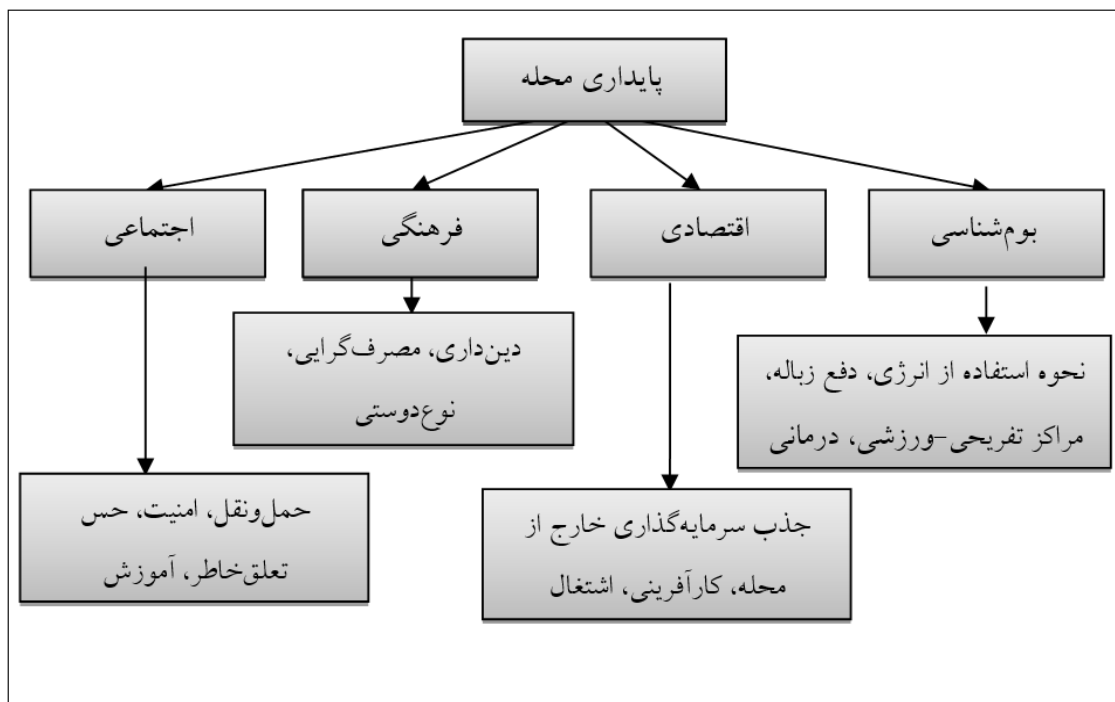 پایداری محله
بوم‌شناسی
اقتصادی
فرهنگی
اجتماعی
نحوه استفاده از انرژی، دفع زباله،
مراکز تفریحی-ورزشی، درمانی
جذب سرمایه‌گذاری خارج از
محله، کارآفرینی، اشتغال
دین‌داری، مصرف‌گرایی،
نوع‌دوستی
حمل‌ونقل، امنیت، حس
تعلق‌خاطر، آموزش